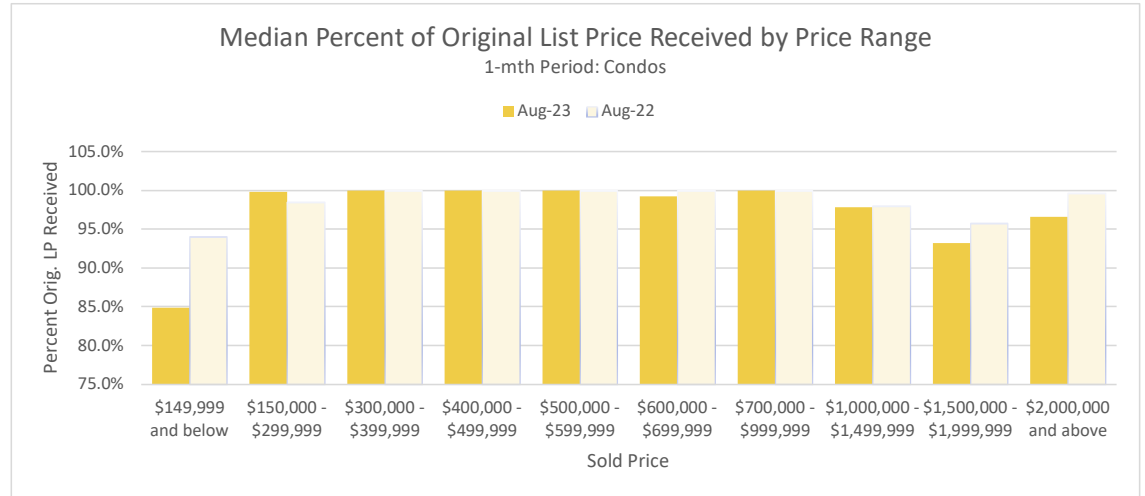 Median Percent of Original List Price Received by Price Range
1-mth Period: Condos
Aug-23 Aug-22
Percent Orig. LP Received
105.0%
100.0%
95.0%
90.0%
85.0%
80.0%
75.0%
$149,999 and below
$150,000 - $299,999
$300,000 - $399,999
$400,000 - $499,999
$500,000 - $599,999
$600,000 - $699,999
$700,000 - $999,999
$1,000,000 - $1,499,999
$1,500,000 - $1,999,999
$2,000,000 and above
Sold Price